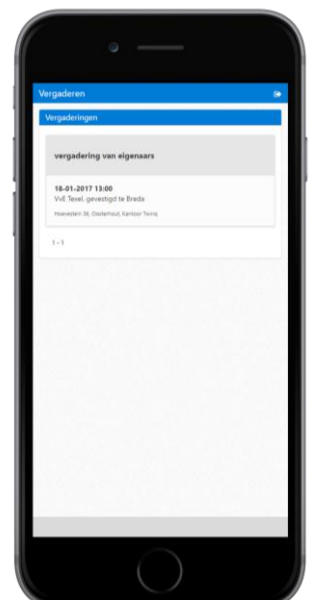 Vergaderen
Vergaderingen
vergadering van eigenaars
18-01-2017 13:00
VvE Texel, gevestigd te Breda
Hoevestein 36, Oosterhout, Kantoor Twinq
1 - 1